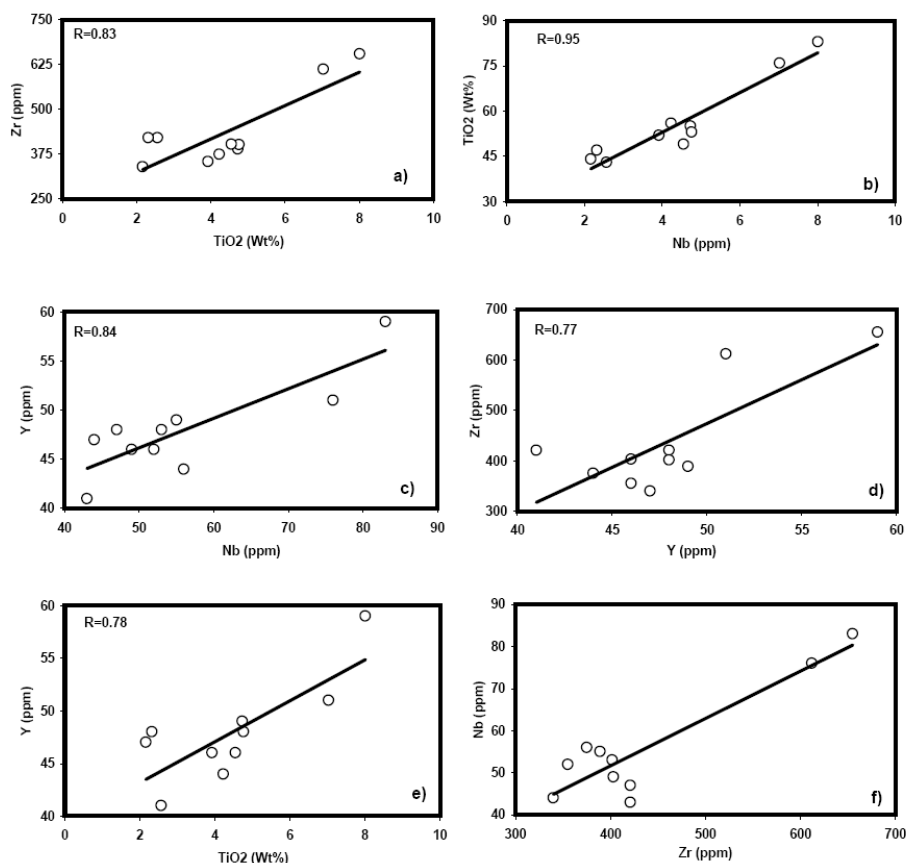 R=0.83
750
625
500
375
250
Zr (ppm)
0 2 4 6 8 10
TiO2 (Wt%)
a)
R=0.95
90
75
60
45
30
TiO2 (Wt%)
0 2 4 6 8 10
Nb (ppm)
b)
R=0.84
60
55
50
45
40
Y (ppm)
40 50 60 70 80 90
Nb (ppm)
c)
R=0.77
700
600
500
400
300
Zr (ppm)
40 45 50 55 60
Y (ppm)
d)
R=0.78
60
55
50
45
40
Y (ppm)
0 2 4 6 8 10
TiO2 (Wt%)
e)
90
80
70
60
50
40
Nb (ppm)
300 400 500 600 700
Zr (ppm)
f)